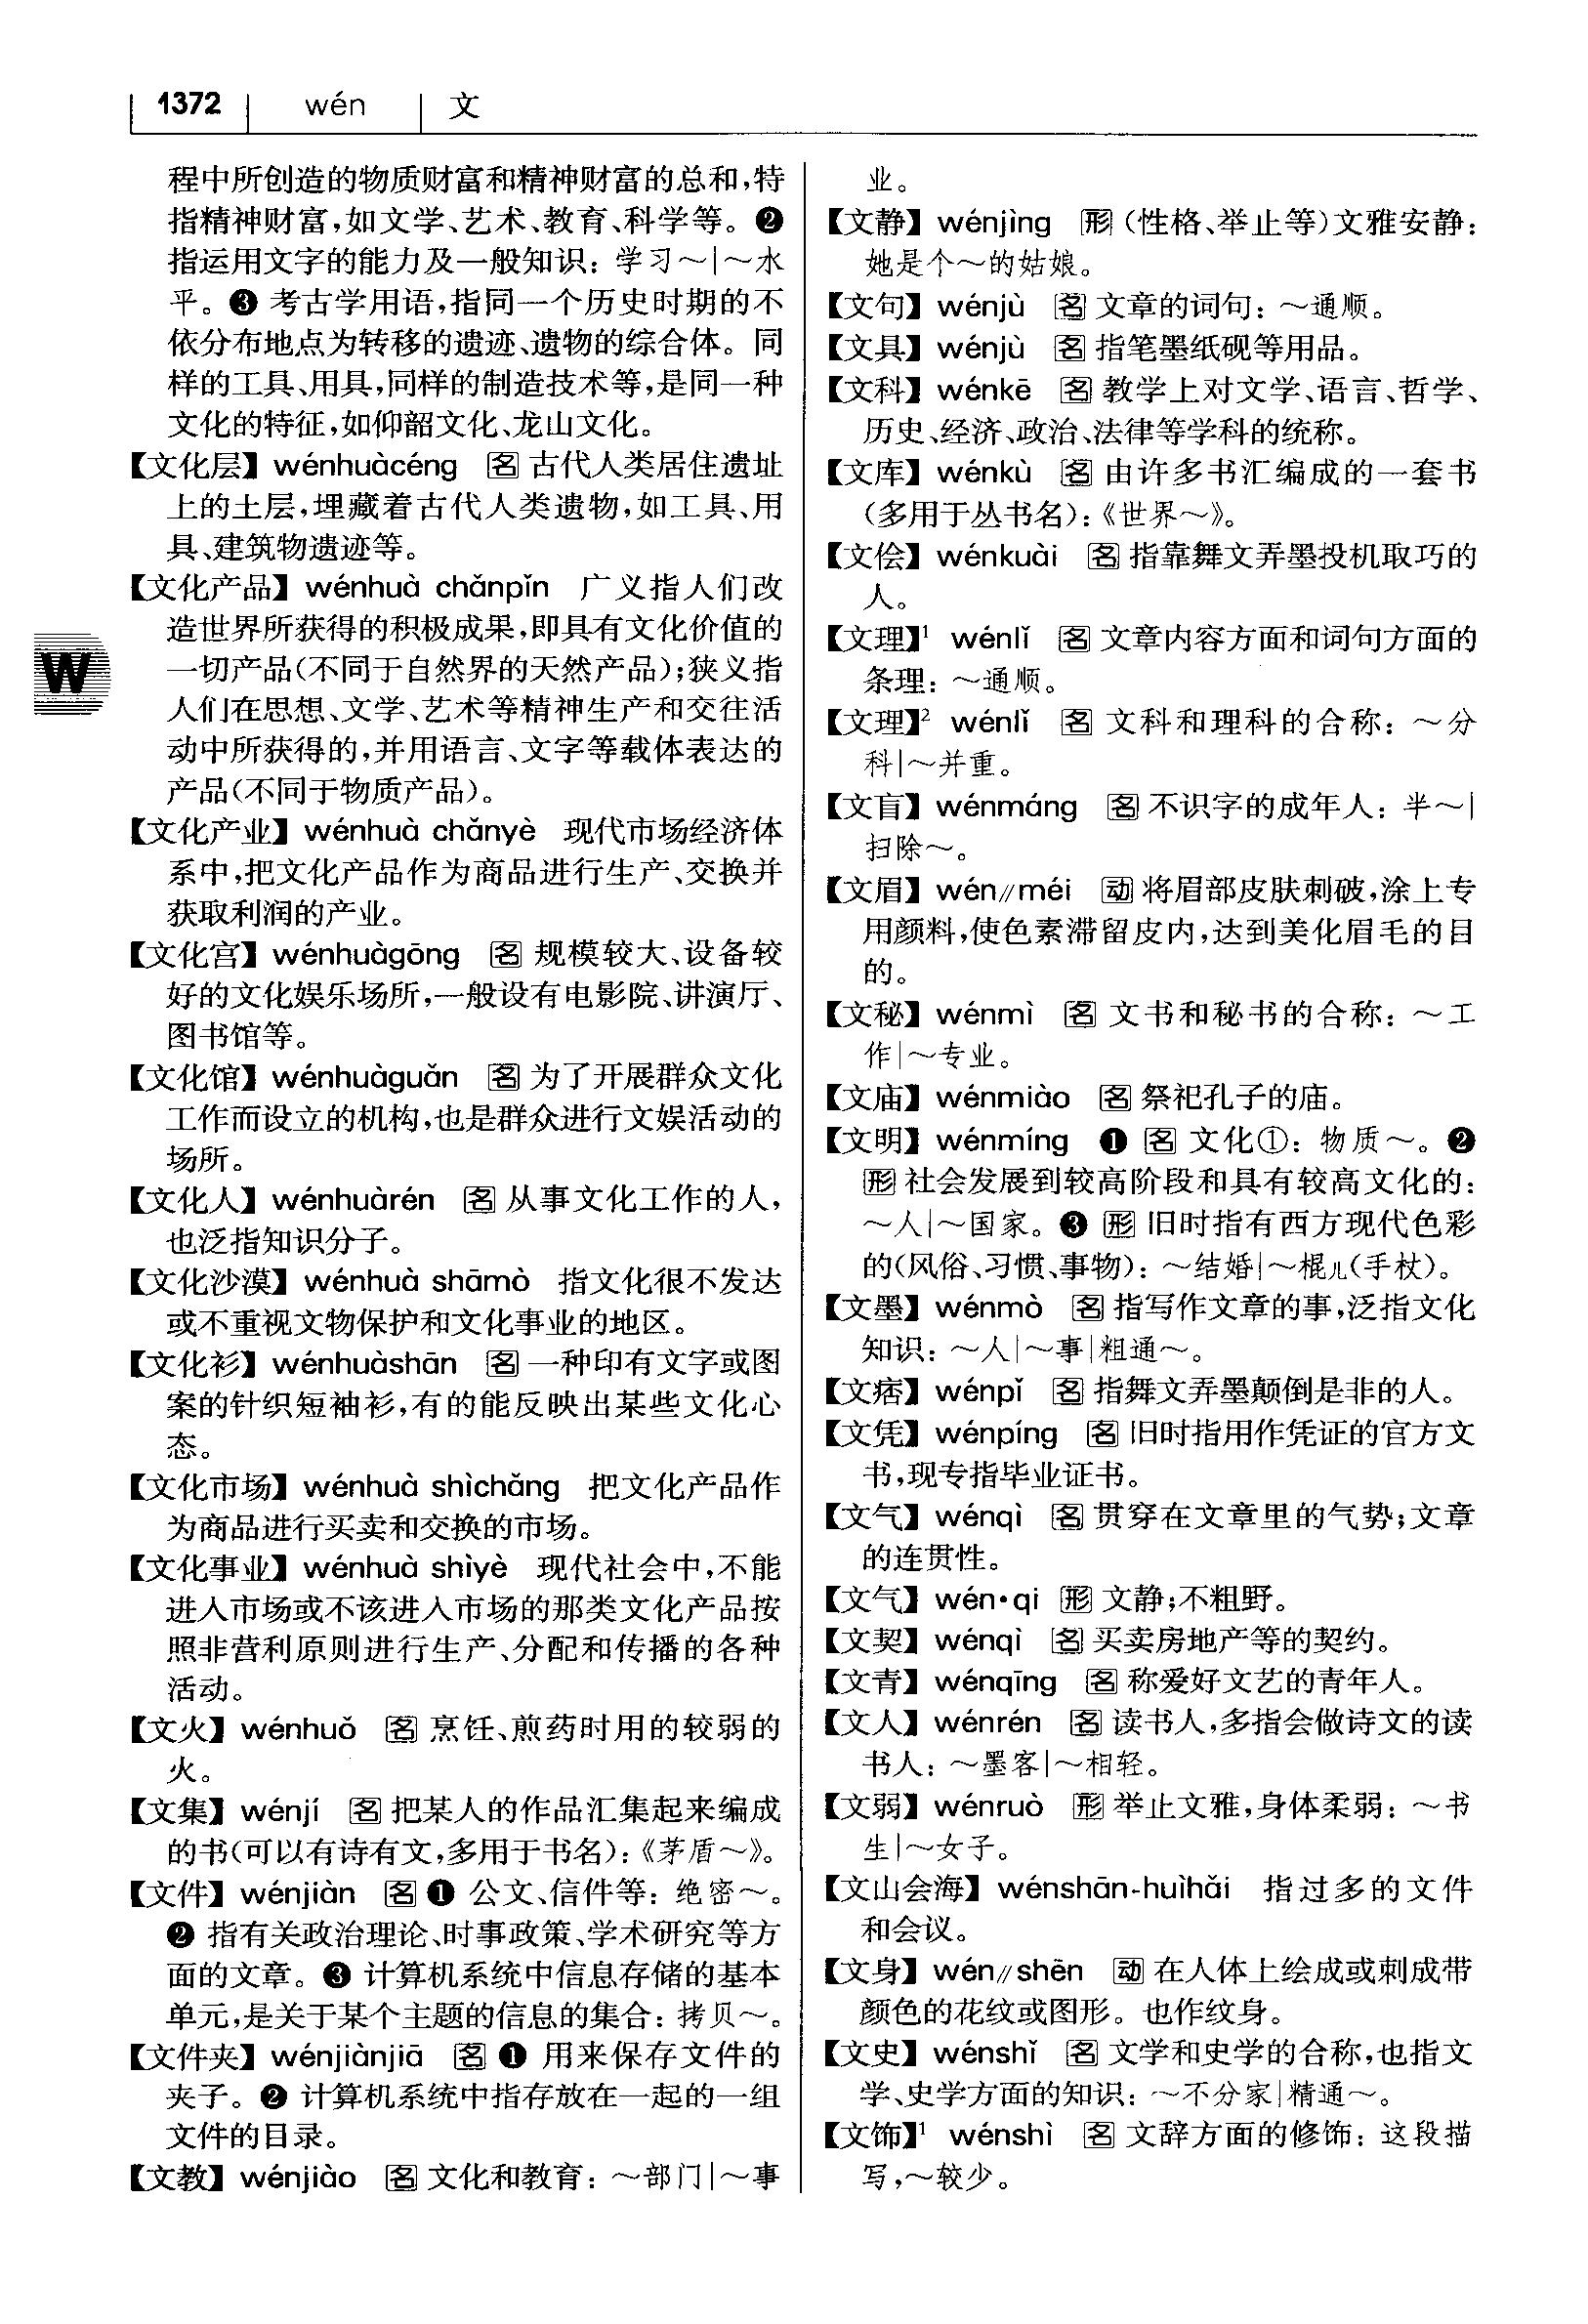 1372 wén 文
程中所创造的物质财富和精神财富的总和,特
指精神财富,如文学、艺术、教育、科学等。❷
指运用文字的能力及一般知识：学习～|～水
平。❸ 考古学用语,指同一个历史时期的不
依分布地点为转移的遗迹、遗物的综合体。同
样的工具、用具,同样的制造技术等,是同一种
文化的特征,如仰韶文化、龙山文化。
【文化层】wénhuàcéng 名 古代人类居住遗址
上的土层,埋藏着古代人类遗物,如工具、用
具、建筑物遗迹等。
【文化产品】wénhuà chǎnpǐn 广义指人们改
造世界所获得的积极成果,即具有文化价值的
一切产品(不同于自然界的天然产品);狭义指
人们在思想、文学、艺术等精神生产和交往活
动中所获得的,并用语言、文字等载体表达的
产品(不同于物质产品)。
【文化产业】wénhuà chǎnyè 现代市场经济体
系中,把文化产品作为商品进行生产、交换并
获取利润的产业。
【文化宫】wénhuàgōng 名 规模较大、设备较
好的文化娱乐场所,一般设有电影院、讲演厅、
图书馆等。
【文化馆】wénhuàguǎn 名 为了开展群众文化
工作而设立的机构,也是群众进行文娱活动的
场所。
【文化人】wénhuàrén 名 从事文化工作的人,
也泛指知识分子。
【文化沙漠】wénhuà shāmò 指文化很不发达
或不重视文物保护和文化事业的地区。
【文化衫】wénhuàshān 名 一种印有文字或图
案的针织短袖衫,有的能反映出某些文化心
态。
【文化市场】wénhuà shìchǎng 把文化产品作
为商品进行买卖和交换的市场。
【文化事业】wénhuà shìyè 现代社会中,不能
进入市场或不该进入市场的那类文化产品按
照非营利原则进行生产、分配和传播的各种
活动。
【文火】wénhuǒ 名 烹饪、煎药时用的较弱的
火。
【文集】wénjí 名 把某人的作品汇集起来编成
的书(可以有诗有文,多用于书名)：《茅盾～》。
【文件】wénjiàn 名 ❶ 公文、信件等：绝密～。
❷ 指有关政治理论、时事政策、学术研究等方
面的文章。❸ 计算机系统中信息存储的基本
单元,是关于某个主题的信息的集合：拷贝～。
【文件夹】wénjiànjiā 名 ❶ 用来保存文件的
夹子。❷ 计算机系统中指存放在一起的一组
文件的目录。
【文教】wénjiào 名 文化和教育：～部门|～事
W
业。
【文静】wénjìng 形 (性格、举止等)文雅安静：
她是个～的姑娘。
【文句】wénjù 名 文章的词句：～通顺。
【文具】wénjù 名 指笔墨纸砚等用品。
【文科】wénkē 名 教学上对文学、语言、哲学、
历史、经济、政治、法律等学科的统称。
【文库】wénkù 名 由许多书汇编成的一套书
(多用于丛书名)：《世界～》。
【文侩】wénkuài 名 指靠舞文弄墨投机取巧的
人。
【文理】¹ wénlǐ 名 文章内容方面和词句方面的
条理：～通顺。
【文理】² wénlǐ 名 文科和理科的合称：～分
科|～并重。
【文盲】wénmáng 名 不识字的成年人：半～|
扫除～。
【文眉】wén//méi 动 将眉部皮肤刺破,涂上专
用颜料,使色素滞留皮内,达到美化眉毛的目
的。
【文秘】wénmì 名 文书和秘书的合称：～工
作|～专业。
【文庙】wénmiào 名 祭祀孔子的庙。
【文明】wénmíng ❶ 名 文化①：物质～。❷
形 社会发展到较高阶段和具有较高文化的：
～人|～国家。❸ 形 旧时指有西方现代色彩
的(风俗、习惯、事物)：～结婚|～棍儿(手杖)。
【文墨】wénmò 名 指写作文章的事,泛指文化
知识：～人|～事|粗通～。
【文痞】wénpǐ 名 指舞文弄墨颠倒是非的人。
【文凭】wénpíng 名 旧时指用作凭证的官方文
书,现专指毕业证书。
【文气】wénqì 名 贯穿在文章里的气势;文章
的连贯性。
【文气】wén·qi 形 文静;不粗野。
【文契】wénqì 名 买卖房地产等的契约。
【文青】wénqīng 名 称爱好文艺的青年人。
【文人】wénrén 名 读书人,多指会做诗文的读
书人：～墨客|～相轻。
【文弱】wénruò 形 举止文雅,身体柔弱：～书
生|～女子。
【文山会海】wénshān-huìhǎi 指过多的文件
和会议。
【文身】wén//shēn 动 在人体上绘成或刺成带
颜色的花纹或图形。也作纹身。
【文史】wénshǐ 名 文学和史学的合称,也指文
学、史学方面的知识：～不分家|精通～。
【文饰】¹ wénshì 名 文辞方面的修饰：这段描
写,～较少。